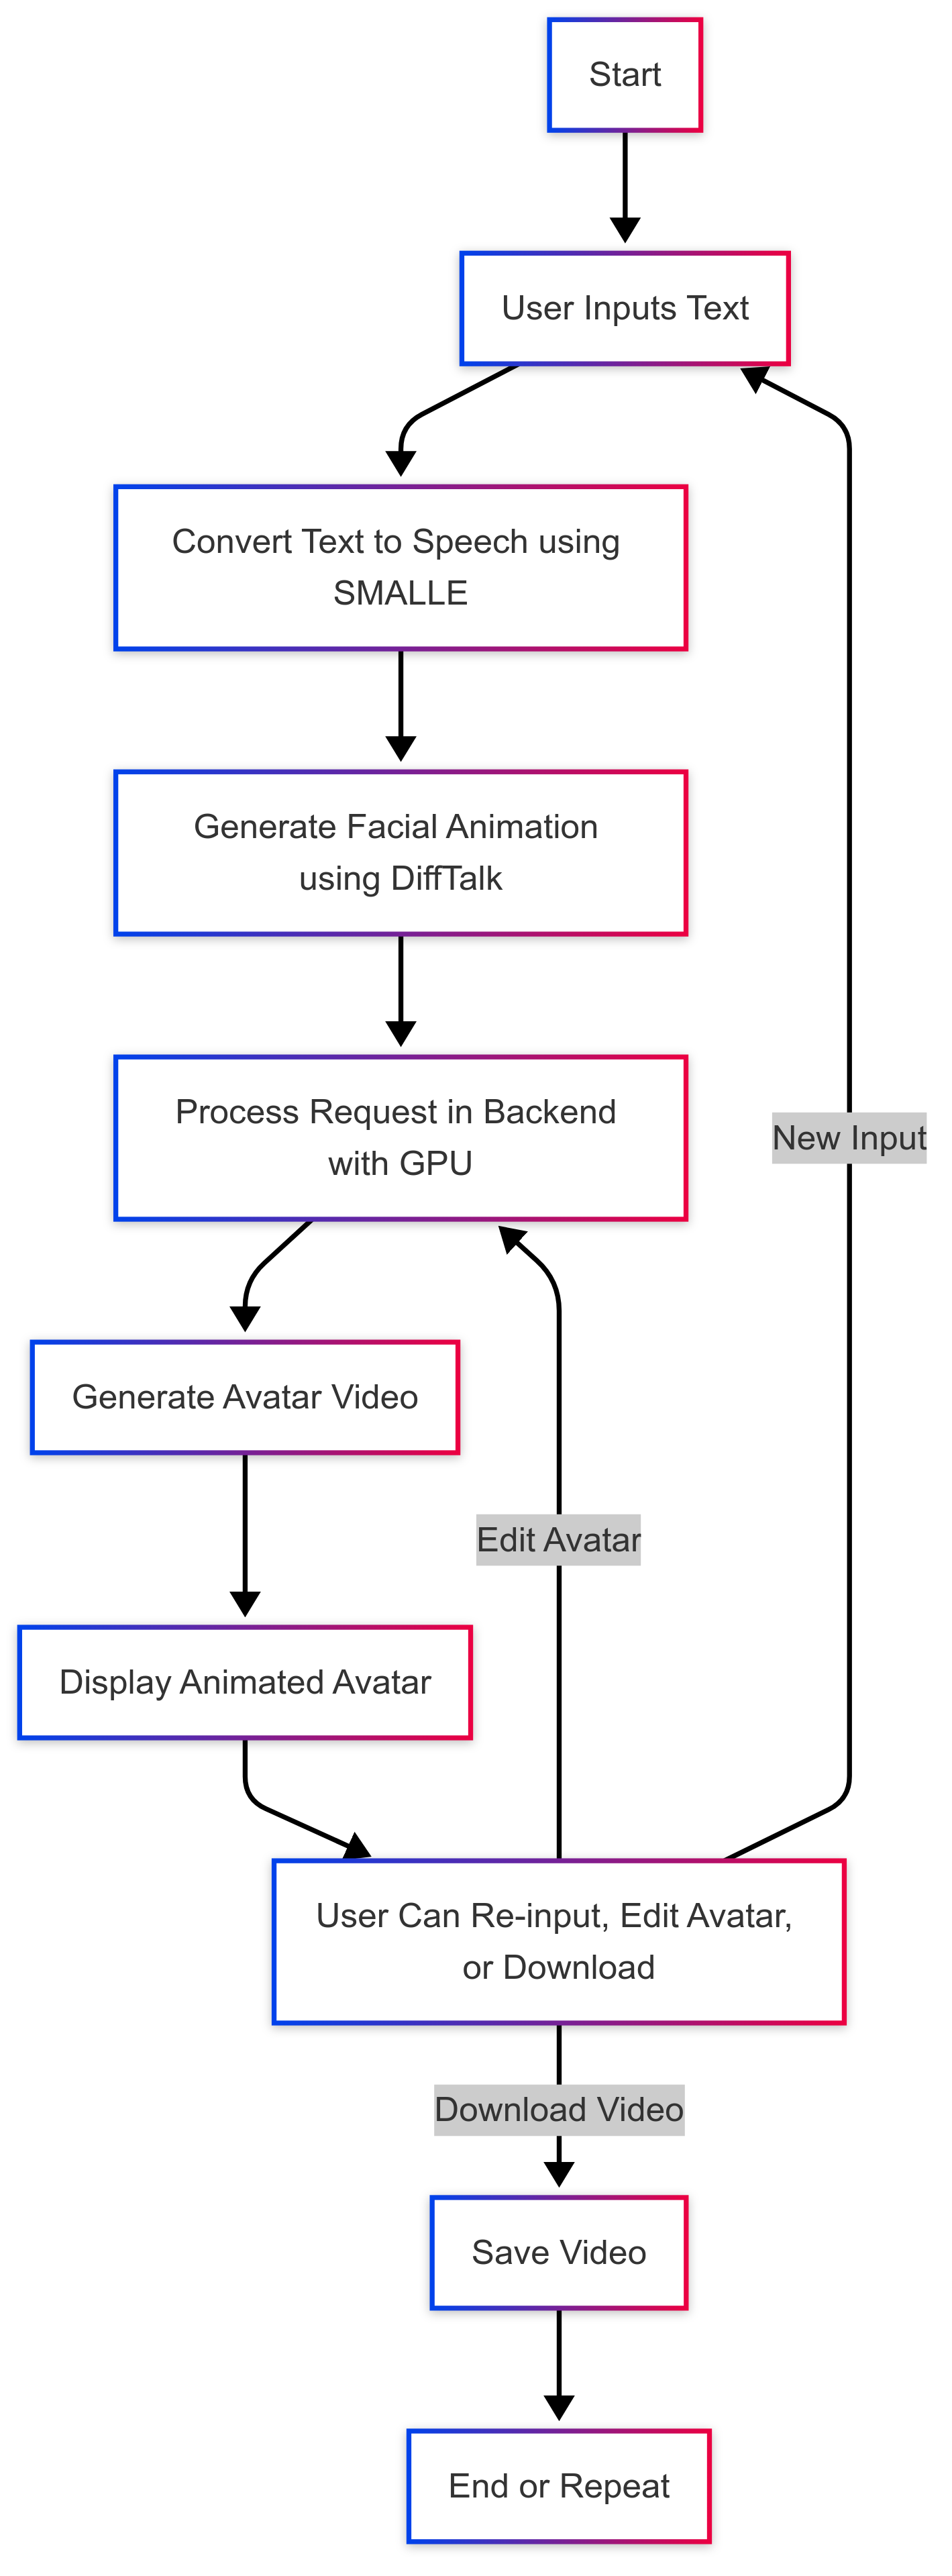 Start
User Inputs Text
Convert Text to Speech using
SMALLE
Generate Facial Animation
using DiffTalk
Process Request in Backend
with GPU
New Input
Generate Avatar Video
Edit Avatar
Display Animated Avatar
User Can Re-input, Edit Avatar,
or Download
Download Video
Save Video
End or Repeat